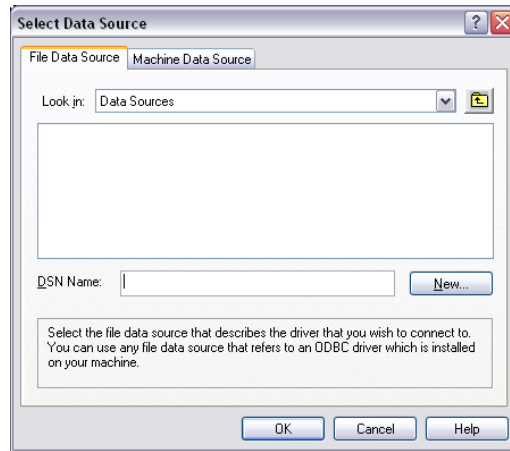 Select Data Source
File Data Source
Machine Data Source
Look in: Data Sources
DSN Name:
New...
Select the file data source that describes the driver that you wish to connect to.
You can use any file data source that refers to an ODBC driver which is installed
on your machine.
OK
Cancel
Help